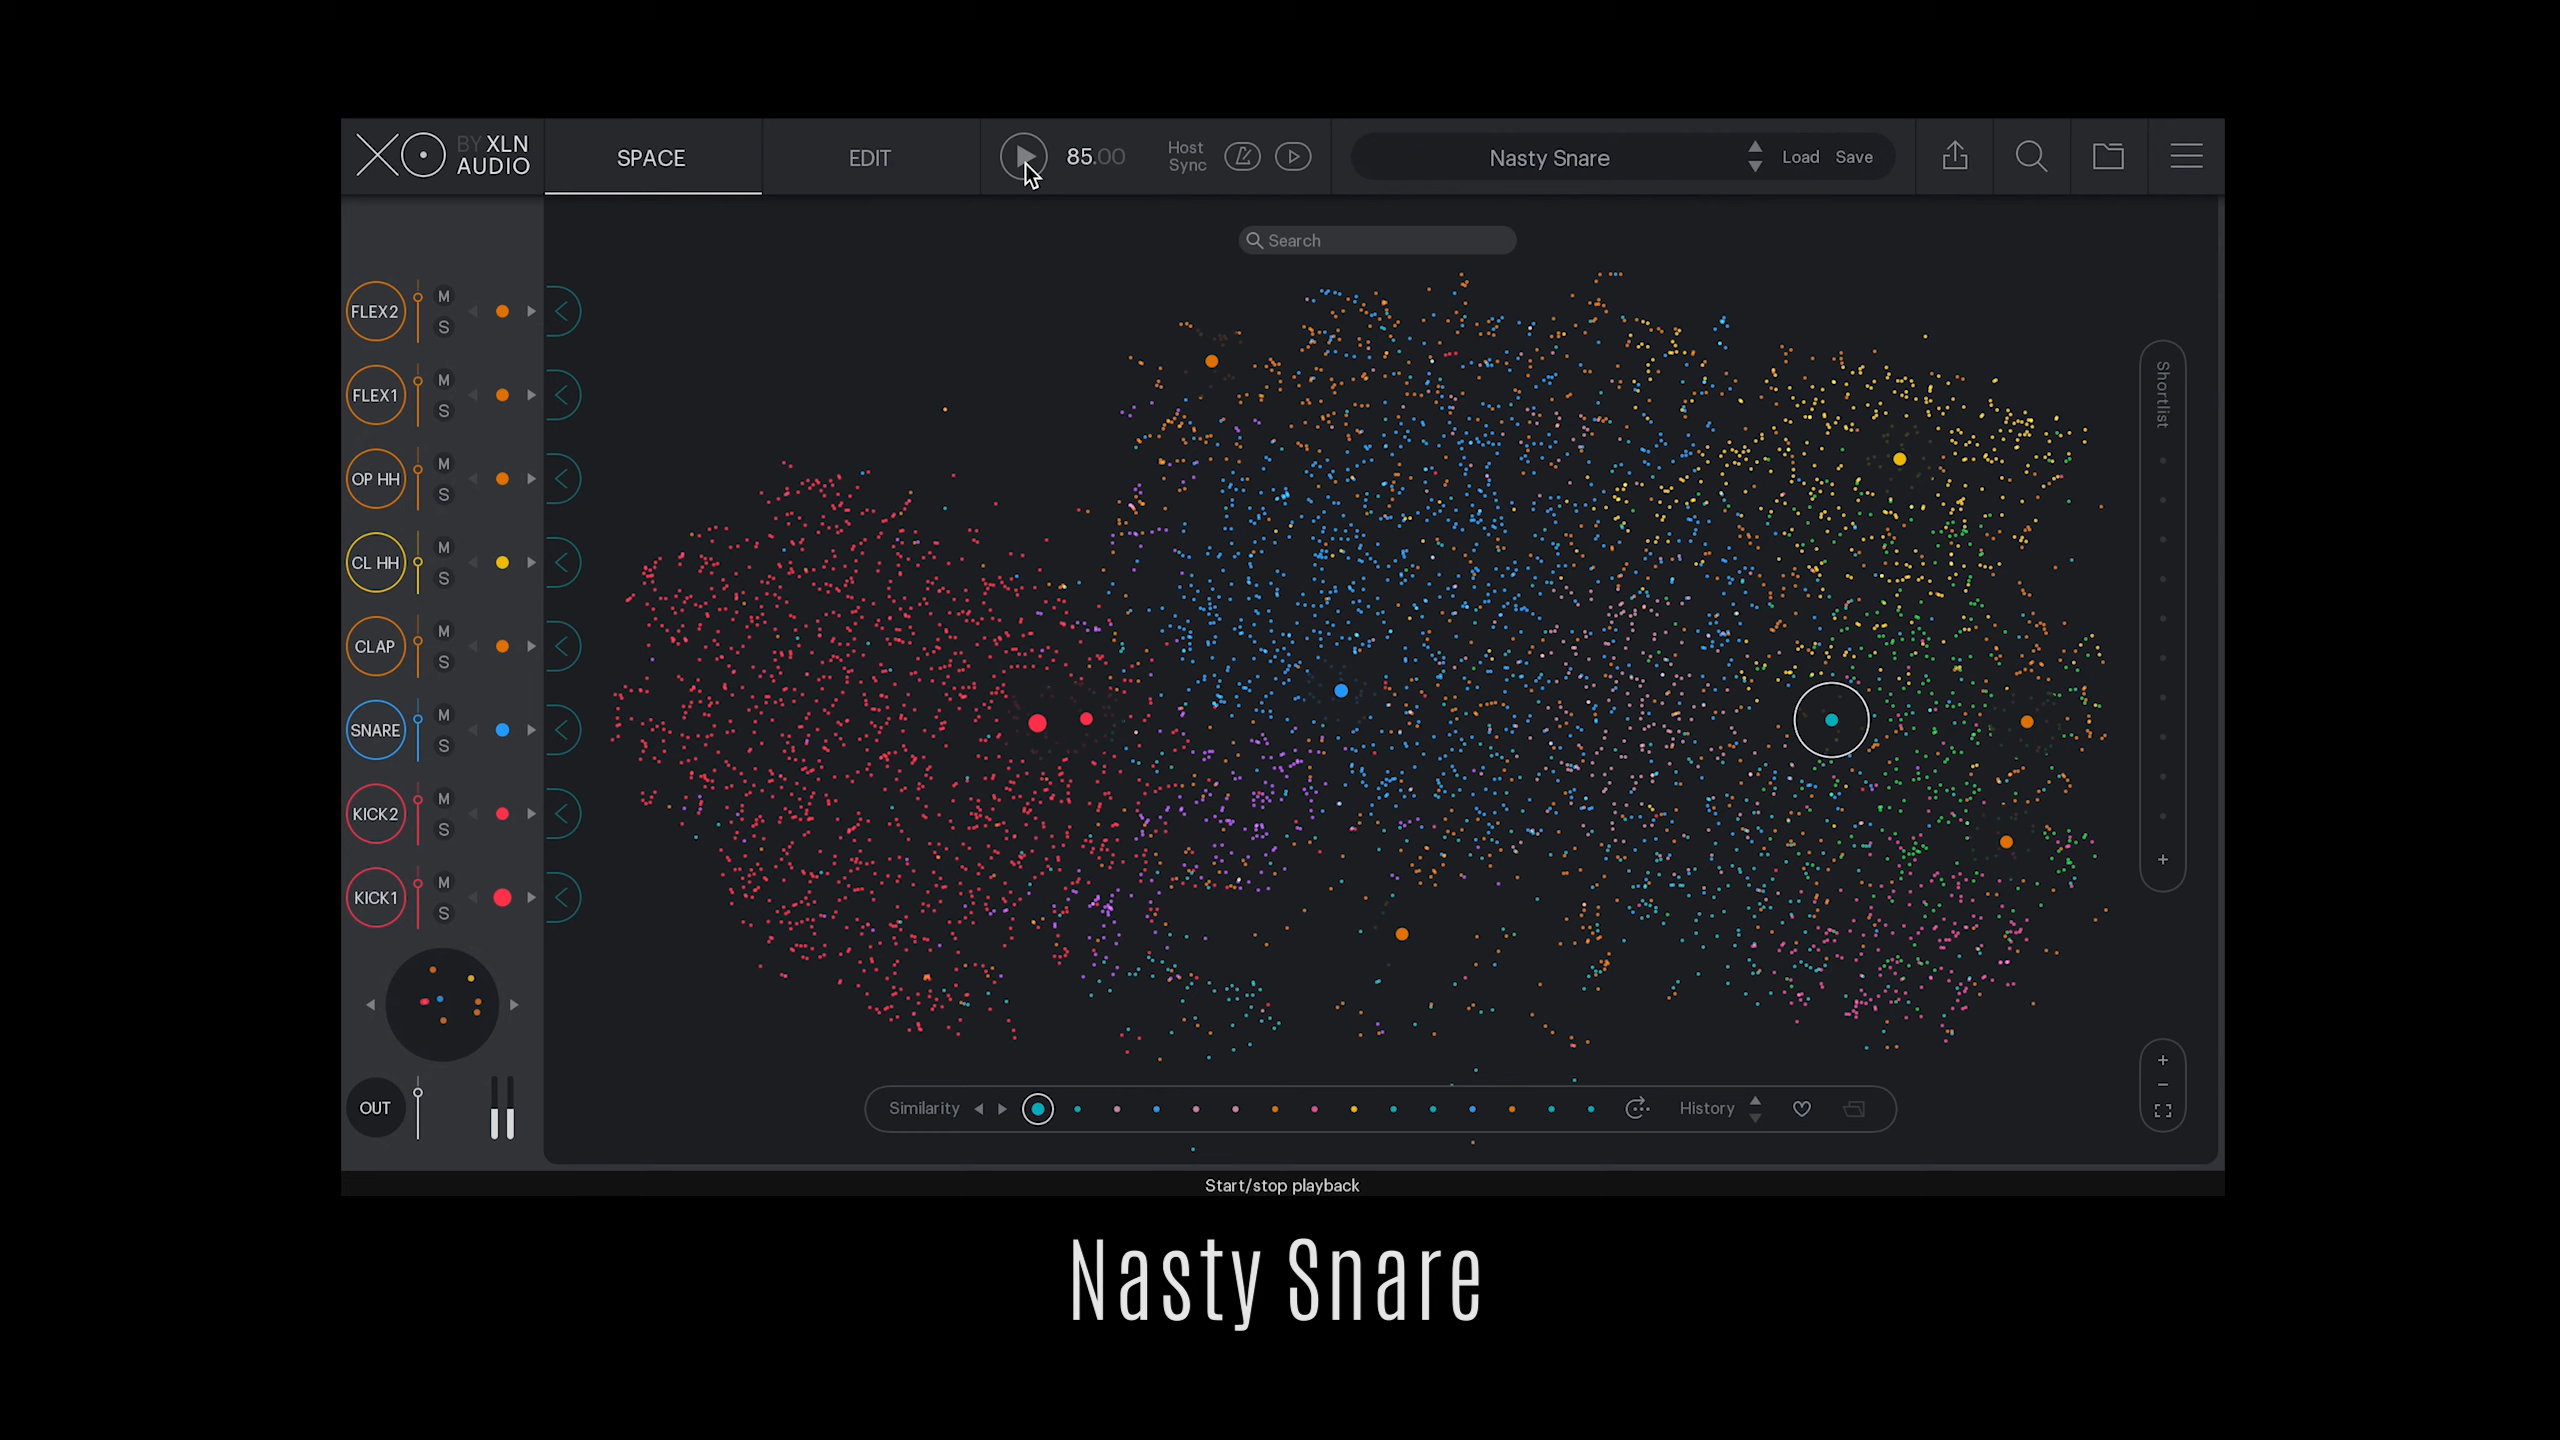 XO BY XLN AUDIO
SPACE
EDIT
85.00
Host Sync
Nasty Snare
Load
Save
Search
FLEX2
M
S
FLEX1
M
S
OP HH
M
S
CL HH
M
S
CLAP
M
S
SNARE
M
S
KICK2
M
S
KICK1
M
S
OUT
Shortlist
+
+
−
Similarity
History
Start/stop playback
Nasty Snare